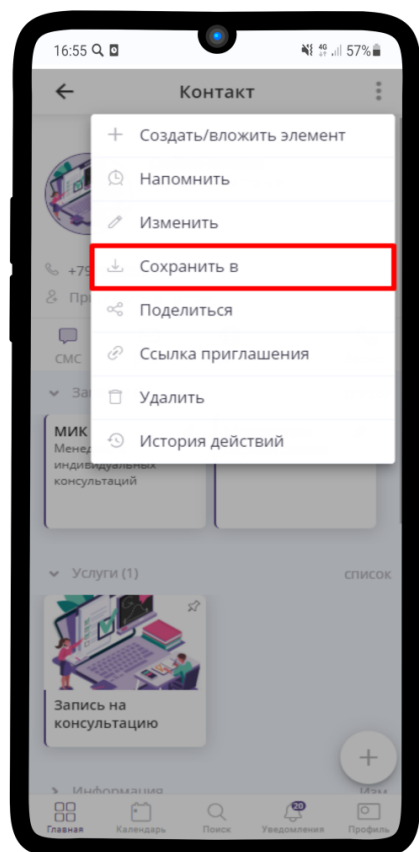 16:55
4G 57%
Контакт
Создать/вложить элемент
Напомнить
Изменить
Сохранить в
+79
Поделиться
СМС
Ссылка приглашения
Удалить
МИК
История действий
индивидуальных
консультаций
Услуги (1) список
Запись на
консультацию
Информация
20
Главная Календарь Поиск Уведомления Профиль